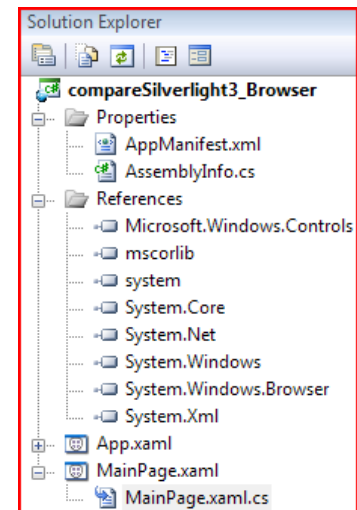 Solution Explorer
compareSilverlight3_Browser
Properties
AppManifest.xml
AssemblyInfo.cs
References
Microsoft.Windows.Controls
mscorlib
system
System.Core
System.Net
System.Windows
System.Windows.Browser
System.Xml
App.xaml
MainPage.xaml
MainPage.xaml.cs